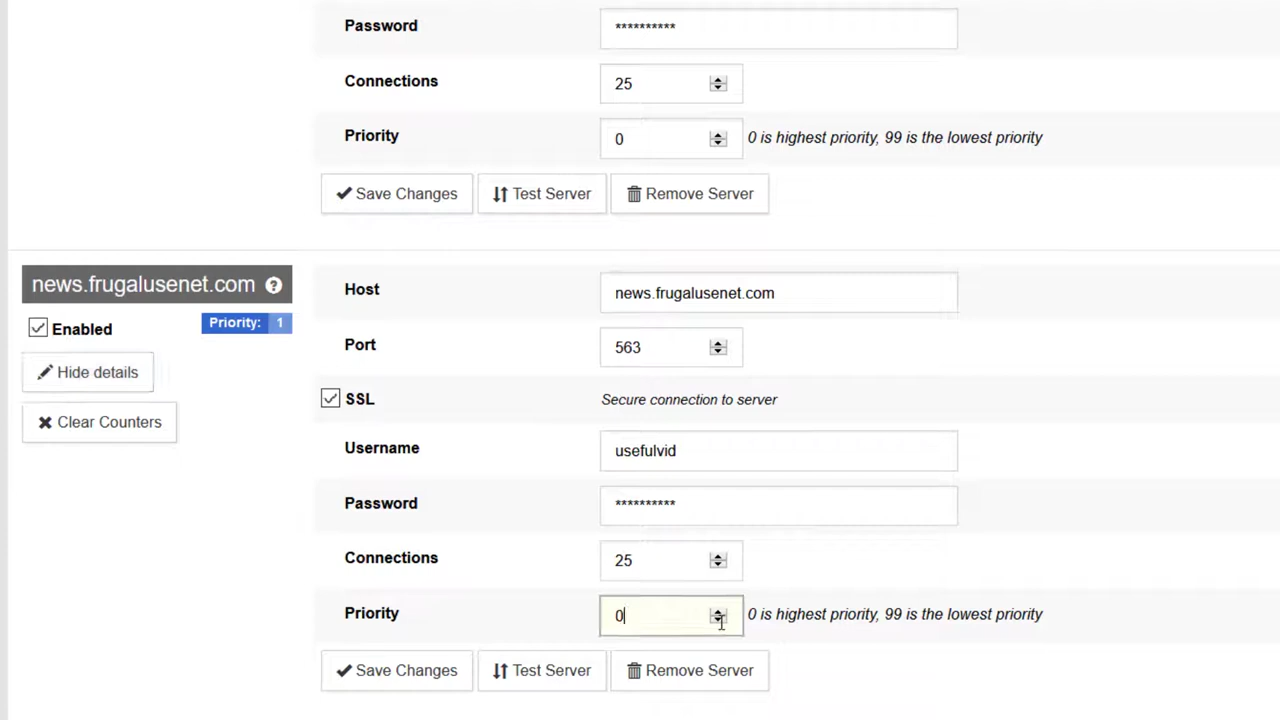 Password **********
Connections 25
Priority 0 0 is highest priority, 99 is the lowest priority
Save Changes Test Server Remove Server
news.frugalusenet.com ?
Enabled Priority: 1
Hide details
Clear Counters
Host news.frugalusenet.com
Port 563
SSL Secure connection to server
Username usefulvid
Password **********
Connections 25
Priority 0 0 is highest priority, 99 is the lowest priority
Save Changes Test Server Remove Server